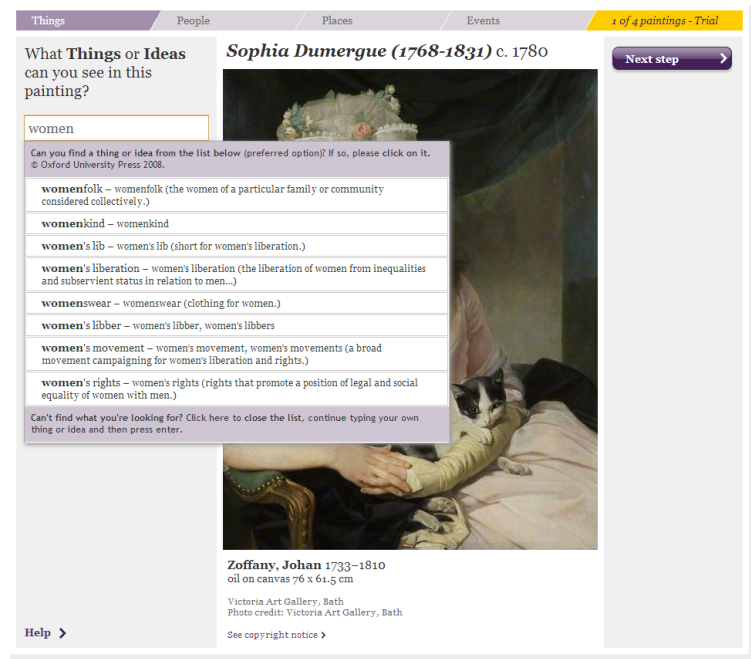 Things People Places Events 1 of 4 paintings - Trial
What Things or Ideas
can you see in this
painting?
women
Can you find a thing or idea from the list below (preferred option)? If so, please click on it.
© Oxford University Press 2008.
womenfolk – womenfolk (the women of a particular family or community
considered collectively.)
womenkind – womenkind
women's lib – women's lib (short for women's liberation.)
women's liberation – women's liberation (the liberation of women from inequalities
and subservient status in relation to men...)
womenswear – womenswear (clothing for women.)
women's libber – women's libber, women's libbers
women's movement – women's movement, women's movements (a broad
movement campaigning for women's liberation and rights.)
women's rights – women's rights (rights that promote a position of legal and social
equality of women with men.)
Can't find what you're looking for? Click here to close the list, continue typing your own
thing or idea and then press enter.
Help
Sophia Dumergue (1768-1831) c. 1780
Zoffany, Johan 1733–1810
oil on canvas 76 x 61.5 cm
Victoria Art Gallery, Bath
Photo credit: Victoria Art Gallery, Bath
See copyright notice
Next step